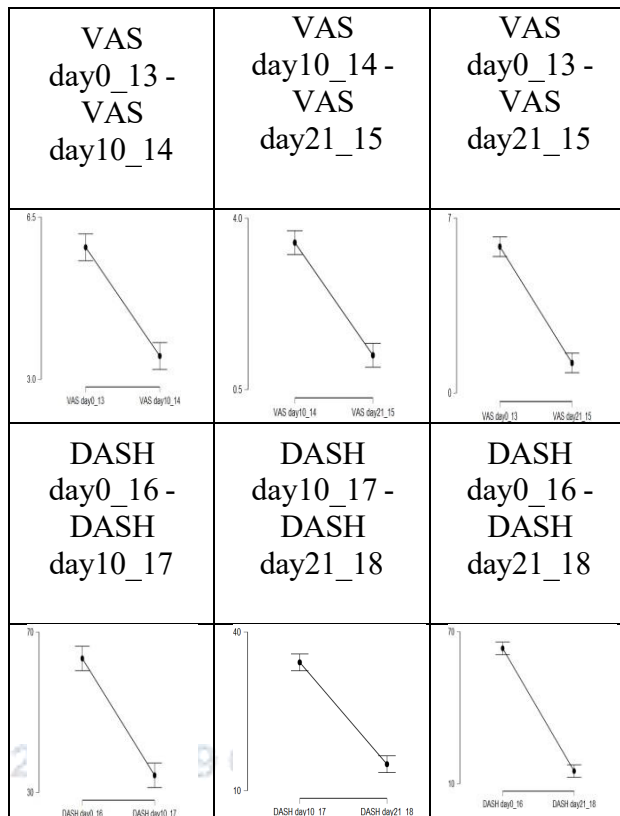 VAS
day0_13 -
VAS
day10_14
VAS
day10_14 -
VAS
day21_15
VAS
day0_13 -
VAS
day21_15
6.5
3.0
VAS day0_13 VAS day10_14
4.0
0.5
VAS day10_14 VAS day21_15
7
0
VAS day0_13 VAS day21_15
DASH
day0_16 -
DASH
day10_17
DASH
day10_17 -
DASH
day21_18
DASH
day0_16 -
DASH
day21_18
70
30
DASH day0_16 DASH day10_17
40
10
DASH day10_17 DASH day21_18
70
10
DASH day0_16 DASH day21_18